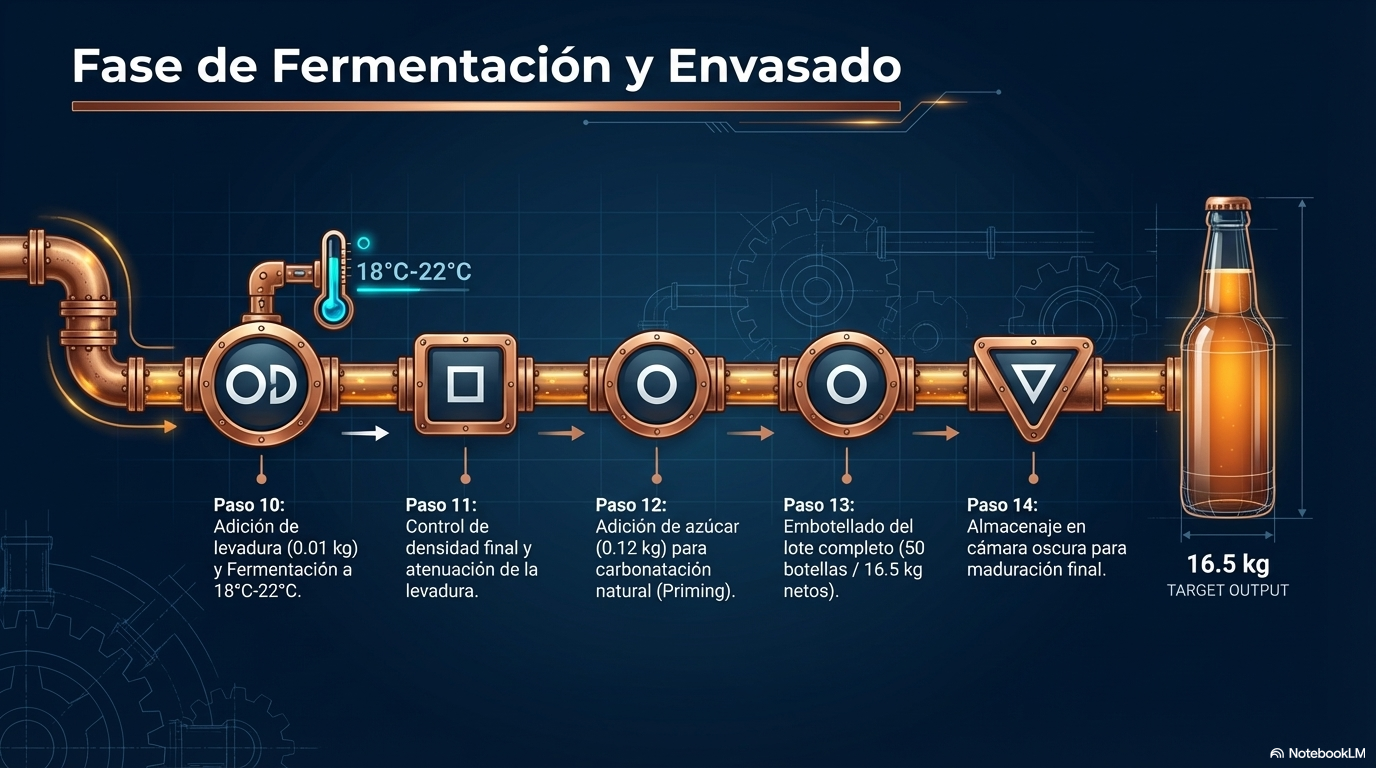 Fase de Fermentación y Envasado
18°C-22°C
OD
Paso 10:
Adición de
levadura (0.01 kg)
y Fermentación a
18°C-22°C.
Paso 11:
Control de
densidad final y
atenuación de la
levadura.
Paso 12:
Adición de azúcar
(0.12 kg) para
carbonatación
natural (Priming).
Paso 13:
Embotellado del
lote completo (50
botellas / 16.5 kg
netos).
Paso 14:
Almacenaje en
cámara oscura para
maduración final.
16.5 kg
TARGET OUTPUT
NotebookLM